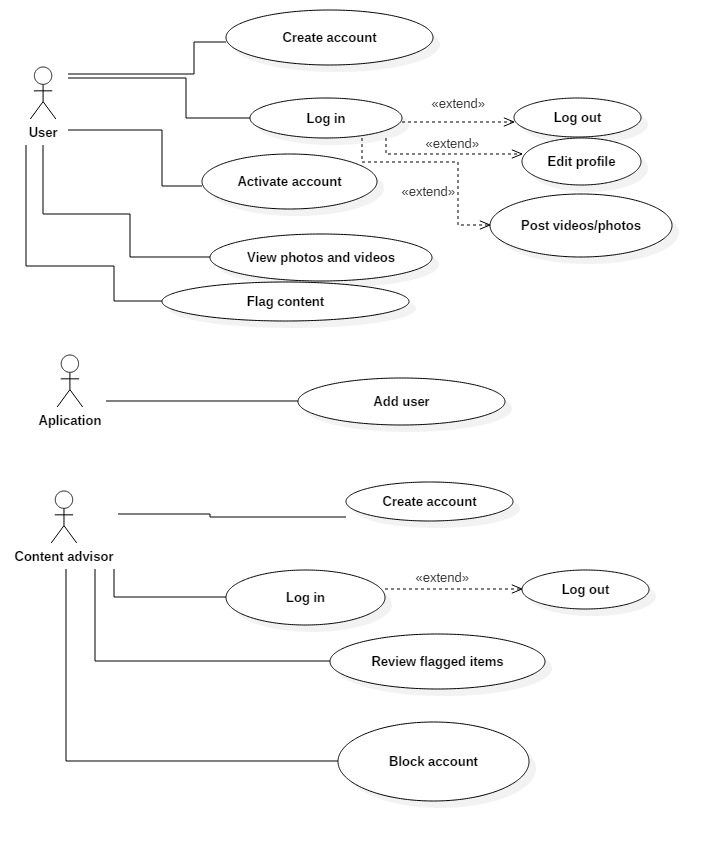 Create account
User
Log in
«extend»
Log out
«extend»
Edit profile
Activate account
«extend»
Post videos/photos
View photos and videos
Flag content
Aplication
Add user
Content advisor
Create account
Log in
«extend»
Log out
Review flagged items
Block account